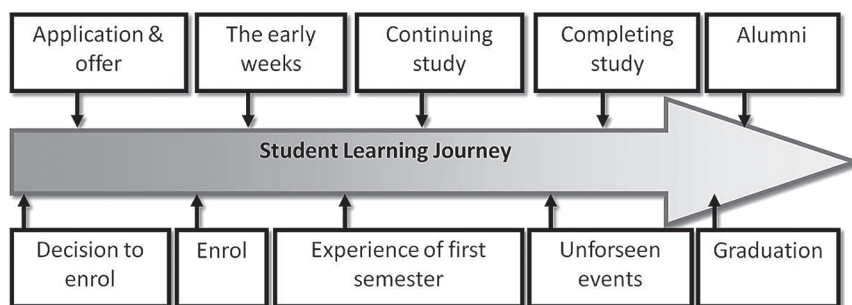 Application &
offer
The early
weeks
Continuing
study
Completing
study
Alumni
Student Learning Journey
Decision to
enrol
Enrol
Experience of first
semester
Unforseen
events
Graduation